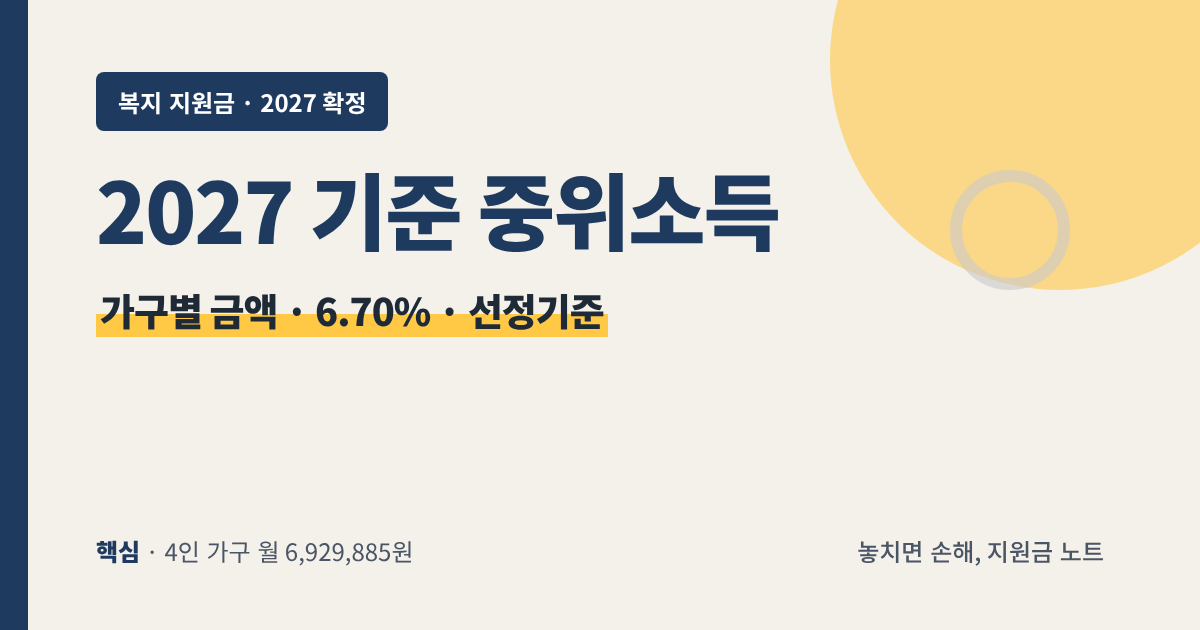 복지 지원금 · 2027 확정
2027 기준 중위소득
가구별 금액 · 6.70% · 선정기준
핵심 · 4인 가구 월 6,929,885원
놓치면 손해, 지원금 노트